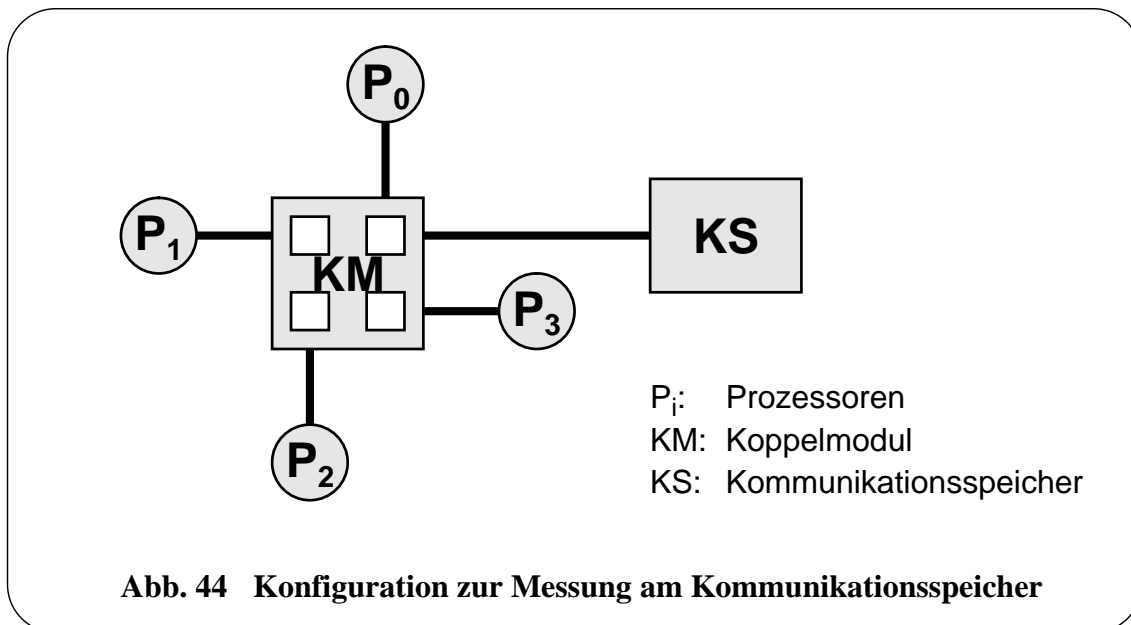 P0
P1
KM
KS
P3
P2
Pi: Prozessoren
KM: Koppelmodul
KS: Kommunikationsspeicher
Abb. 44 Konfiguration zur Messung am Kommunikationsspeicher